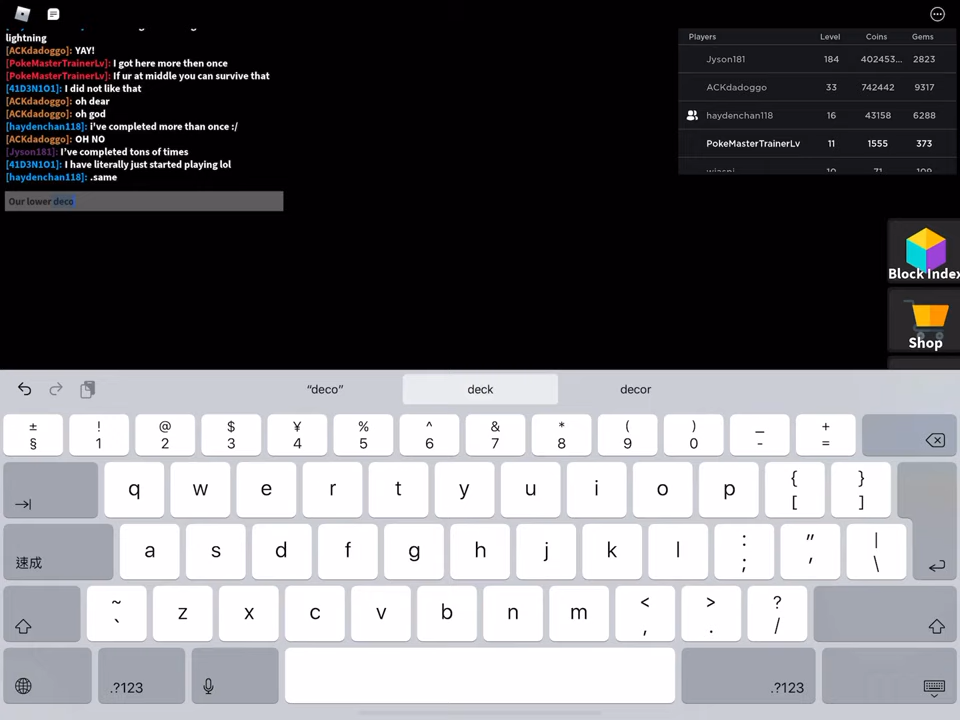 lightning
[ACKdadoggo]: YAY!
[PokeMasterTrainerLv]: I got here more then once
[PokeMasterTrainerLv]: If ur at middle you can survive that
[41D3N1O1]: I did not like that
[ACKdadoggo]: oh dear
[ACKdadoggo]: oh god
[haydenchan118]: i've completed more than once :/
[ACKdadoggo]: OH NO
[Jyson181]: I've completed tons of times
[41D3N1O1]: I have literally just started playing lol
[haydenchan118]: .same
Our lower deco
Players Level Coins Gems
Jyson181 184 402453... 2823
ACKdadoggo 33 742442 9317
haydenchan118 16 43158 6288
PokeMasterTrainerLv 11 1555 373
Block Index
Shop
“deco” deck decor
± ! @ $ ¥ % ^ & * ( ) _ +
§ 1 2 3 4 5 6 7 8 9 0 - =
q w e r t y u i o p { [ } ]
速成 a s d f g h j k l : ; " ' | \
~ ` z x c v b n m < , > . ? /
.?123 .?123